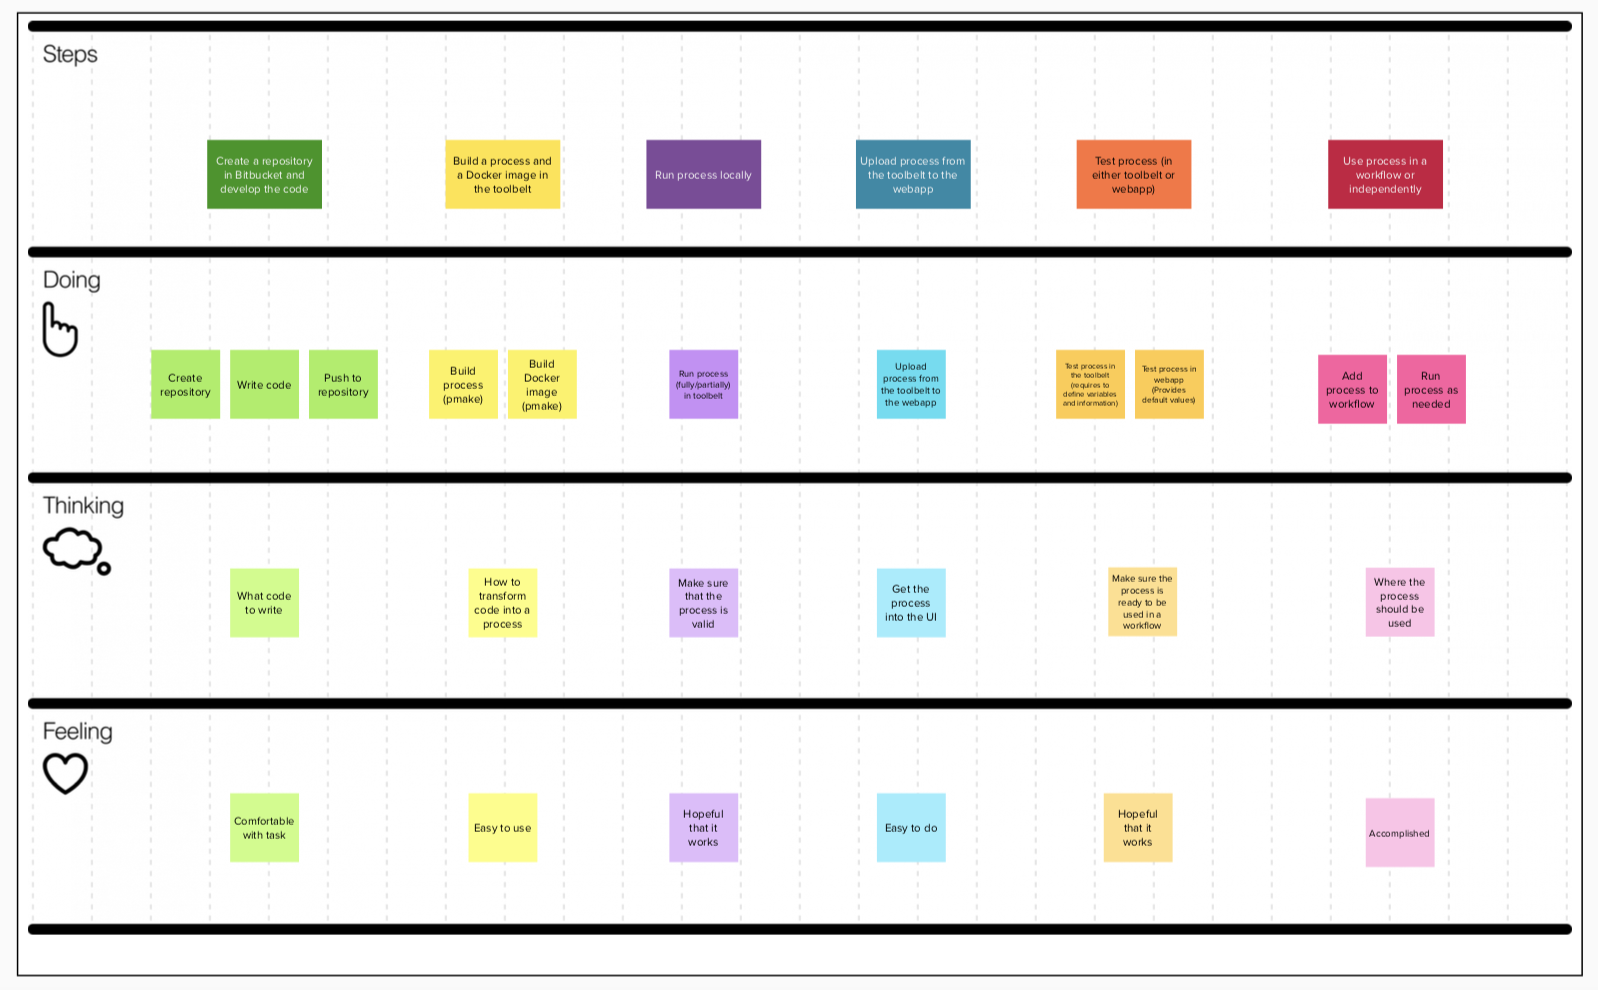 Steps
Create a repository
in Bitbucket and
develop the code
Build a process and
a Docker image in
the toolbelt
Run process locally
Upload process from
the toolbelt to the
webapp
Test process (in
either toolbelt or
webapp)
Use process in a
workflow or
independently
Doing
Create
repository
Write code
Push to
repository
Build
process
(pmake)
Build
Docker
image
(pmake)
Run process
(fully/partially)
in toolbelt
Upload
process from
the toolbelt to
the webapp
Test process in
the toolbelt
(requires to
define variables
and information)
Test process in
webapp
(Provides
default values)
Add
process to
workflow
Run
process as
needed
Thinking
What code
to write
How to
transform
code into a
process
Make sure
that the
process is
valid
Get the
process
into the UI
Make sure the
process is
ready to be
used in a
workflow
Where the
process
should be
used
Feeling
Comfortable
with task
Easy to use
Hopeful
that it
works
Easy to do
Hopeful
that it
works
Accomplished